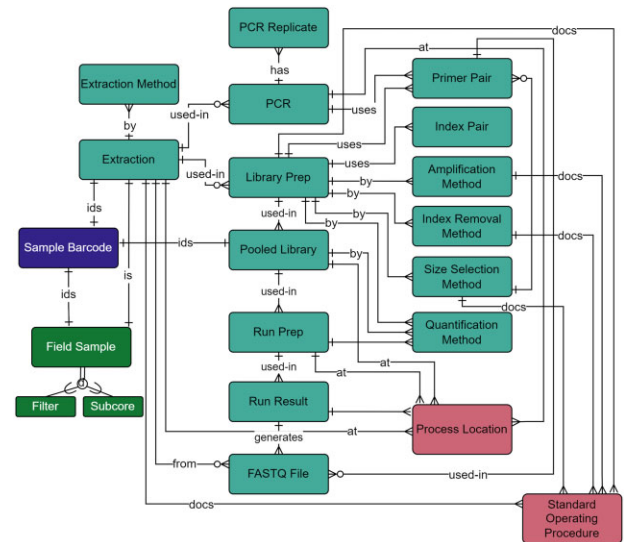 PCR Replicate
docs
at
has
Extraction Method
Primer Pair
PCR
used-in
uses
by
Index Pair
uses
Extraction
uses
used-in
Library Prep
Amplification
Method
by
docs
by
ids
used-in
Index Removal
Method
by
Sample Barcode
ids
Pooled Library
by
docs
is
Size Selection
Method
ids
used-in
docs
Field Sample
Run Prep
Quantification
Method
used-in
at
at
d
Filter
Subcore
Run Result
Process Location
generates
at
from
FASTQ File
used-in
docs
Standard
Operating
Procedure